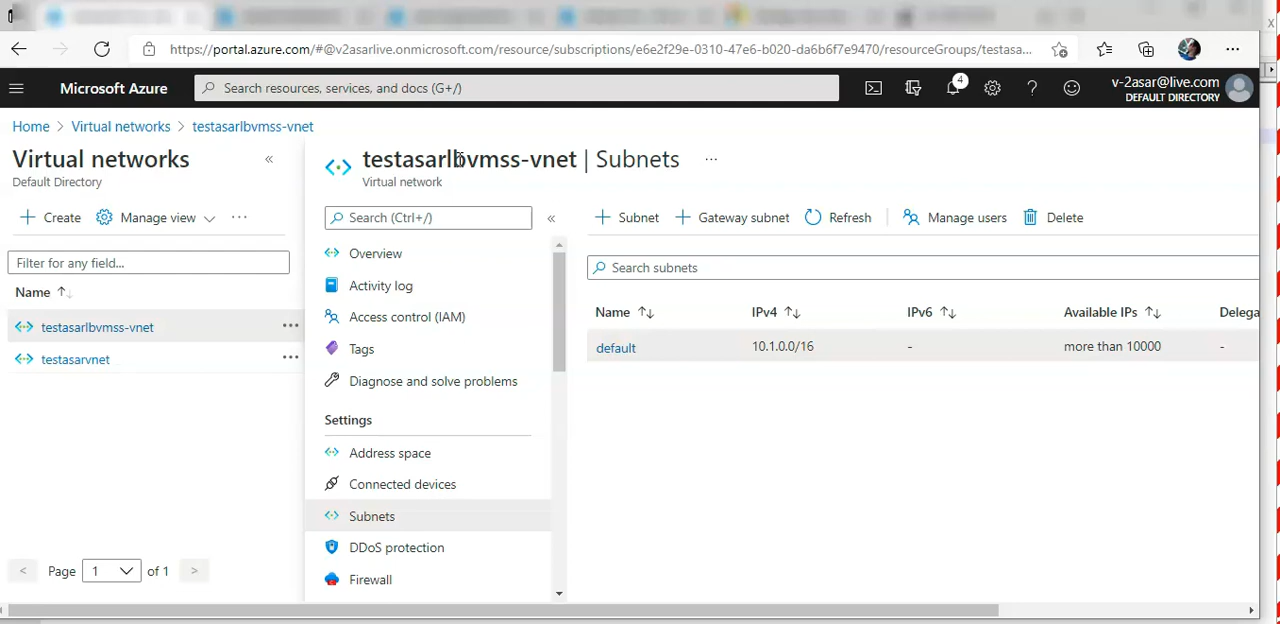 https://portal.azure.com/#@v2asarlive.onmicrosoft.com/resource/subscriptions/e6e2f29e-0310-47e6-b020-da6b6f7e9470/resourceGroups/testasa...
Microsoft Azure
Search resources, services, and docs (G+/)
4
v-2asar@live.com
DEFAULT DIRECTORY
Home > Virtual networks > testasarlbvmss-vnet
Virtual networks
Default Directory
Create
Manage view
Filter for any field...
Name
testasarlbvmss-vnet
testasarvnet
< Page 1 of 1 >
testasarlbvmss-vnet | Subnets
Virtual network
Search (Ctrl+/)
Overview
Activity log
Access control (IAM)
Tags
Diagnose and solve problems
Settings
Address space
Connected devices
Subnets
DDoS protection
Firewall
Subnet
Gateway subnet
Refresh
Manage users
Delete
Search subnets
Name IPv4 IPv6 Available IPs Delega
default 10.1.0.0/16 - more than 10000 -